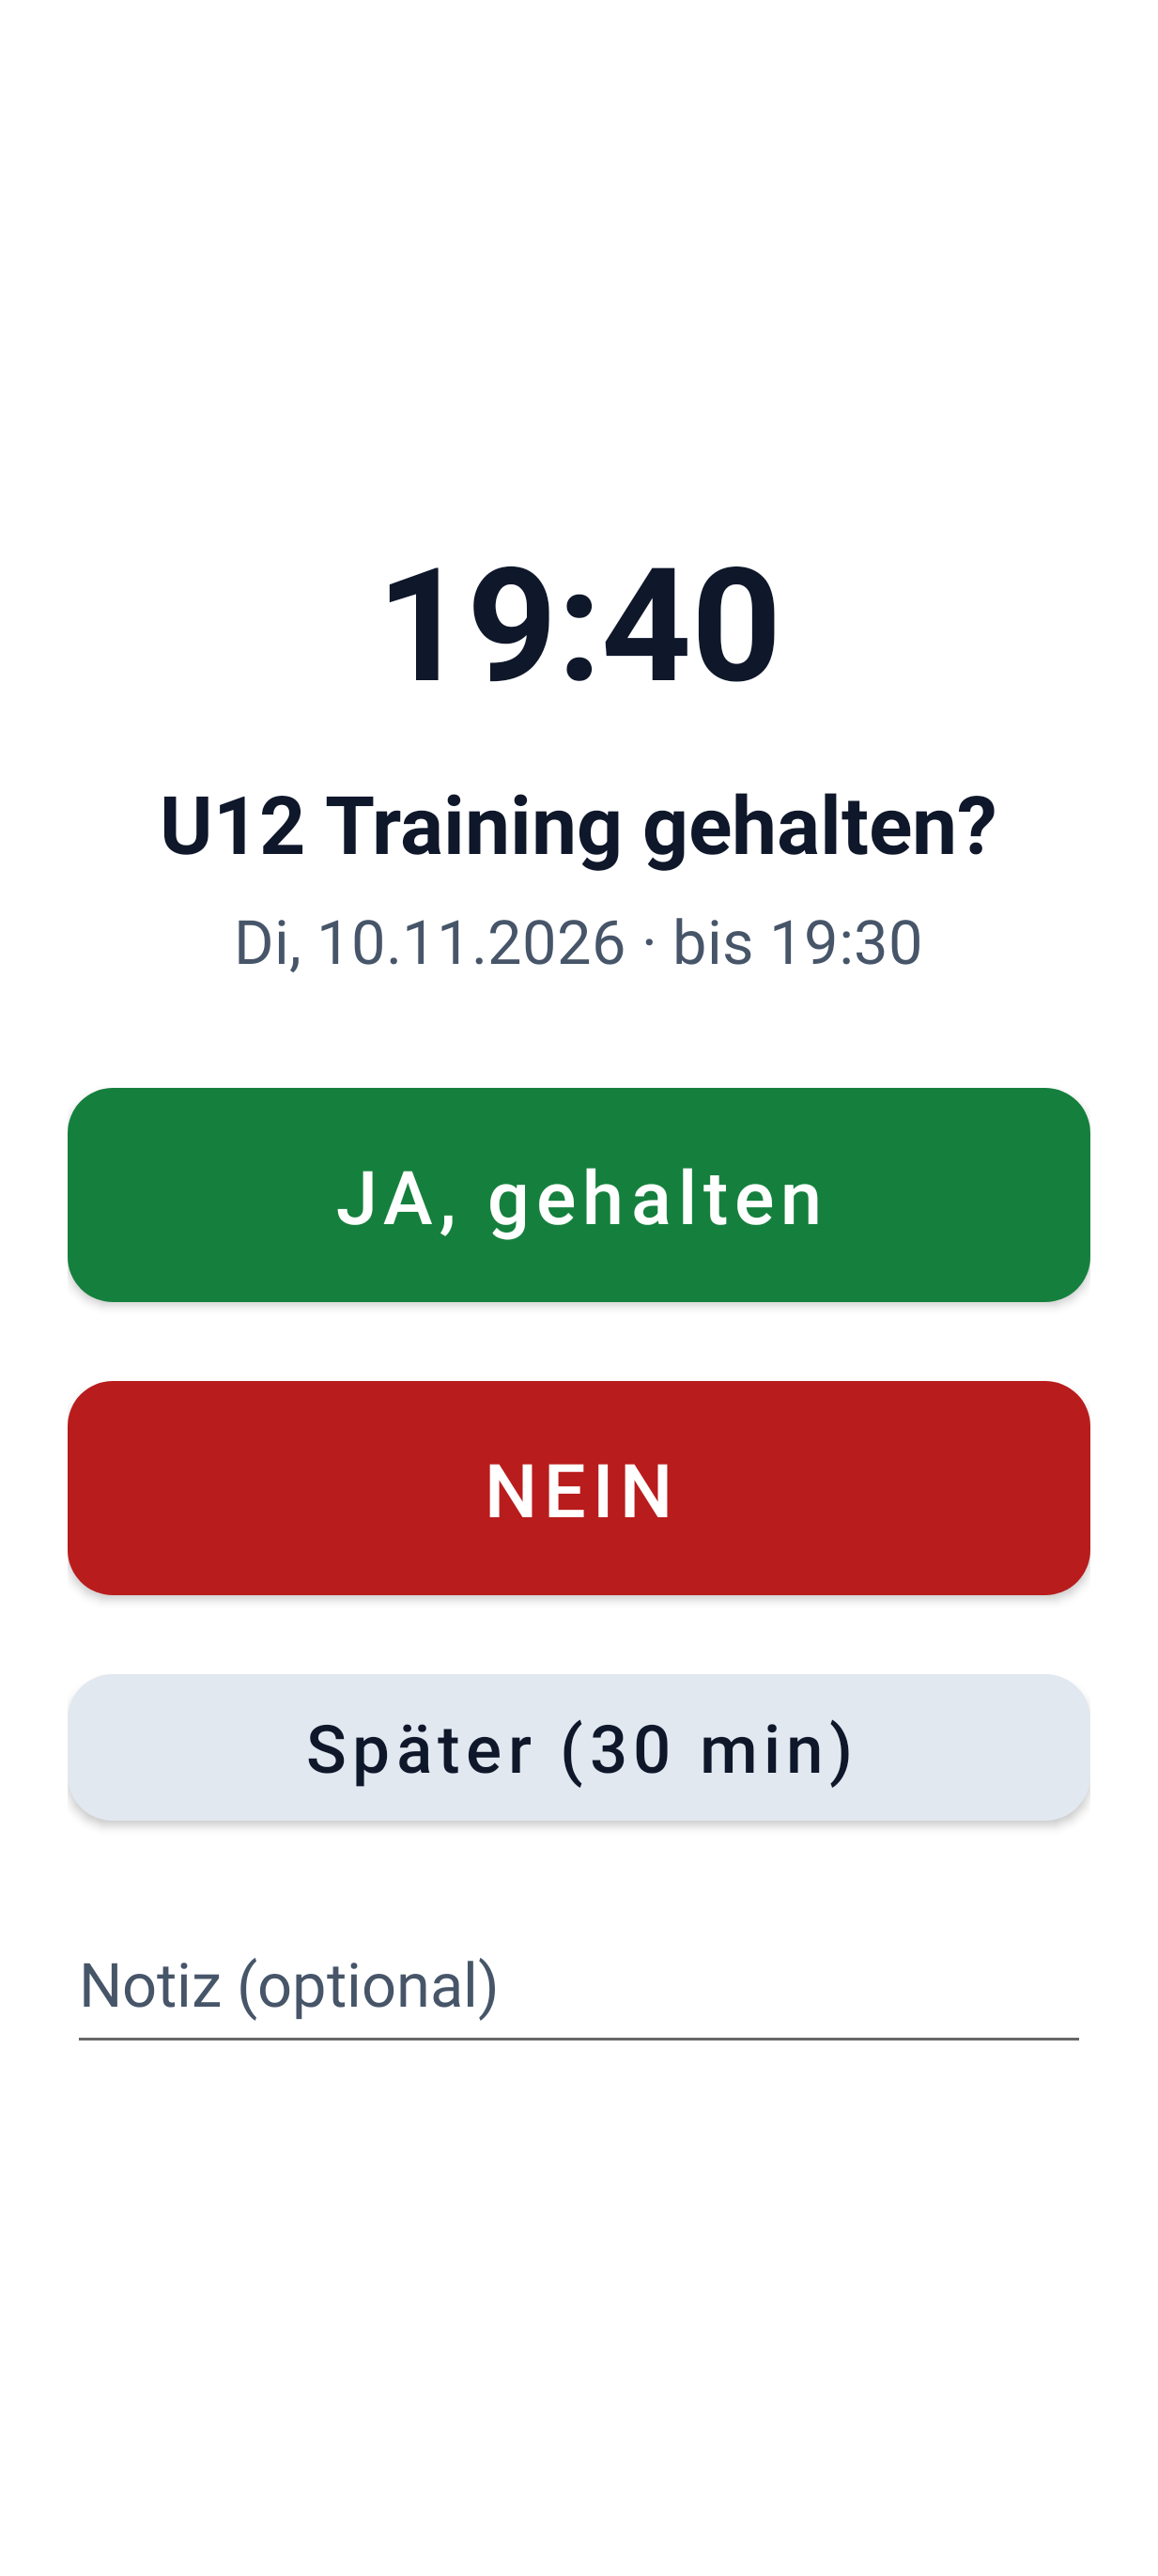 19:40
U12 Training gehalten?
Di, 10.11.2026 · bis 19:30
JA, gehalten
NEIN
Später (30 min)
Notiz (optional)